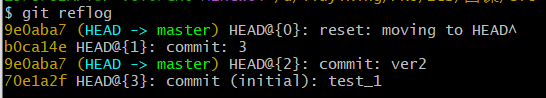 $ git reflog
9e0aba7 (HEAD -> master) HEAD@{0}: reset: moving to HEAD^
b0ca14e HEAD@{1}: commit: 3
9e0aba7 (HEAD -> master) HEAD@{2}: commit: ver2
70e1a2f HEAD@{3}: commit (initial): test_1